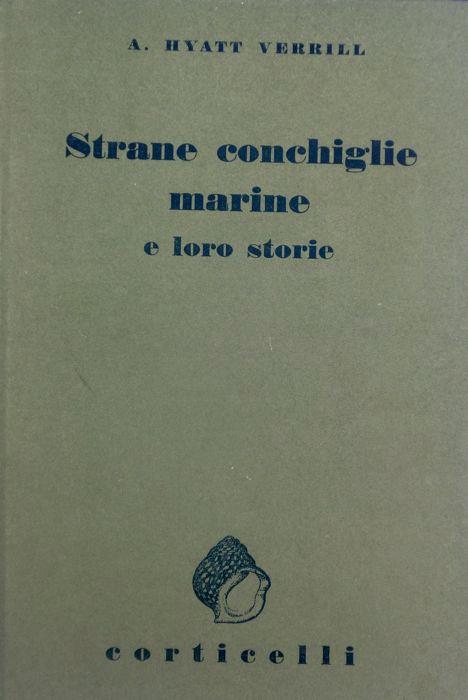 A. HYATT VERRILL
Strane conchiglie
marine
e loro storie
corticelli